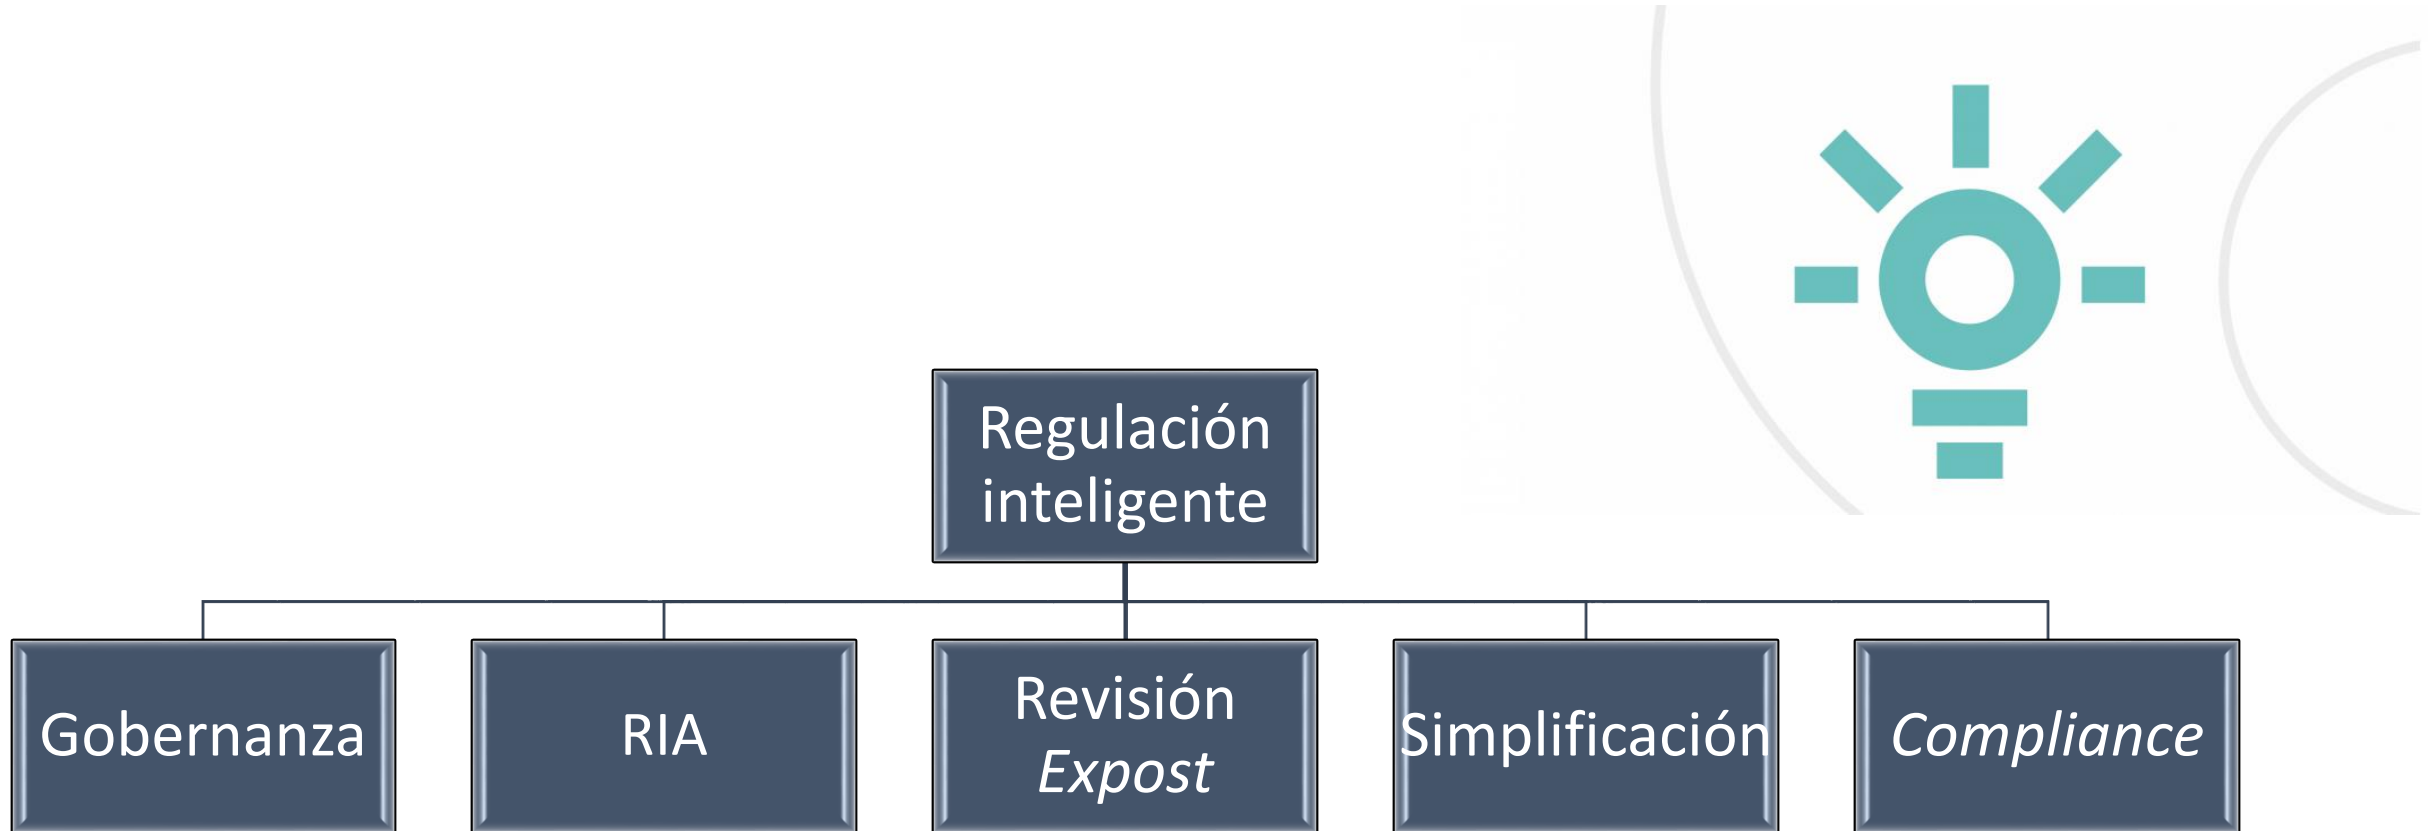 Regulación
inteligente
Gobernanza
RIA
Revisión
Expost
Simplificación
Compliance